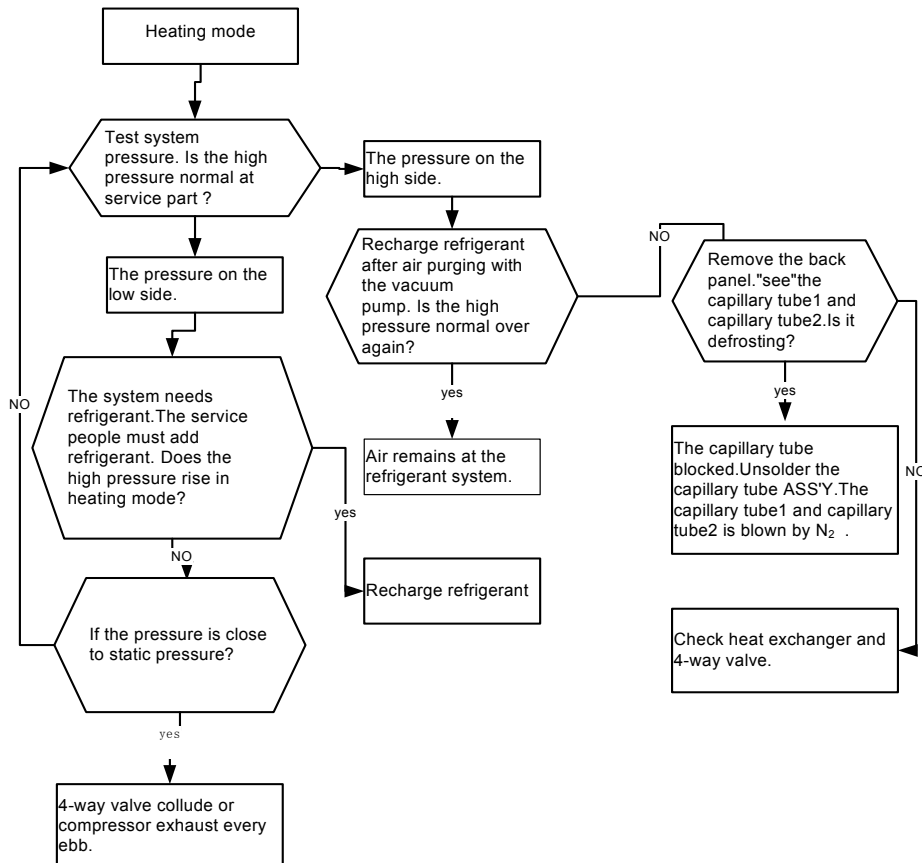 Heating mode
Test system
pressure. Is the high
pressure normal at
service part ?
The pressure on the
high side.
The pressure on the
low side.
Recharge refrigerant
after air purging with
the vacuum
pump. Is the high
pressure normal over
again?
NO
Remove the back
panel."see"the
capillary tube1 and
capillary tube2.Is it
defrosting?
NO
The system needs
refrigerant.The service
people must add
refrigerant. Does the
high pressure rise in
heating mode?
yes
yes
Air remains at the
refrigerant system.
The capillary tube
blocked.Unsolder the
capillary tube ASS'Y.The
capillary tube1 and capillary
tube2 is blown by N₂ .
NO
yes
NO
Recharge refrigerant
If the pressure is close
to static pressure?
Check heat exchanger and
4-way valve.
yes
4-way valve collude or
compressor exhaust every
ebb.